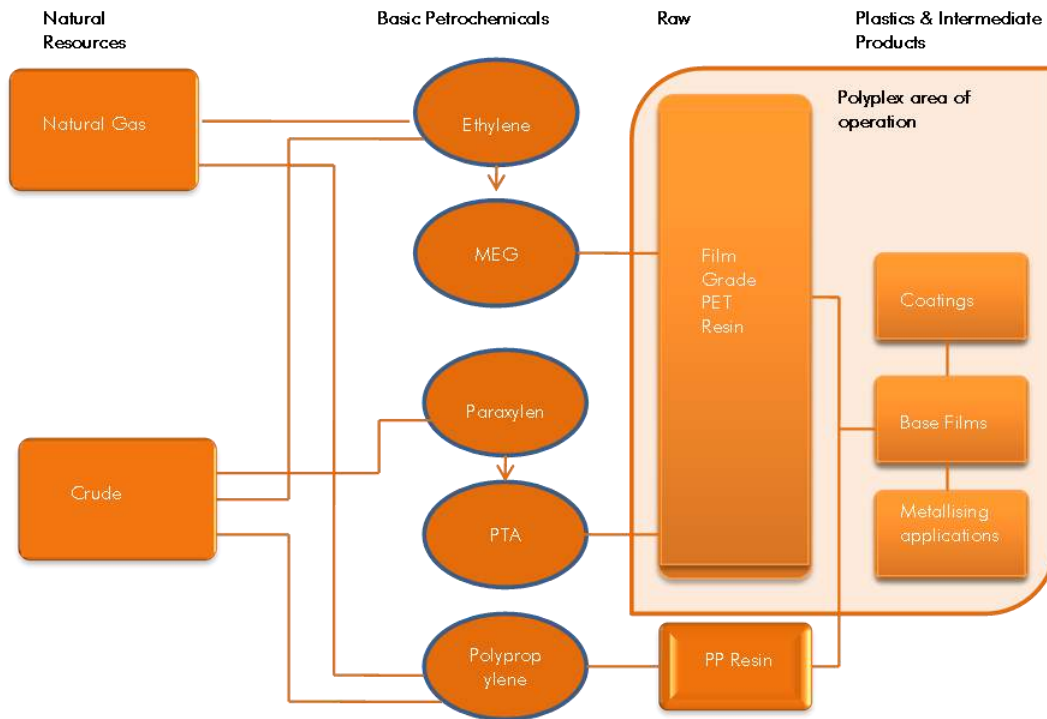 Natural
Resources
Basic Petrochemicals
Raw
Plastics & Intermediate
Products
Polyplex area of
operation
Natural Gas
Ethylene
MEG
Film
Grade
PET
Resin
Coatings
Paraxylen
Base Films
Crude
PTA
Metallising
applications
Polyprop
ylene
PP Resin